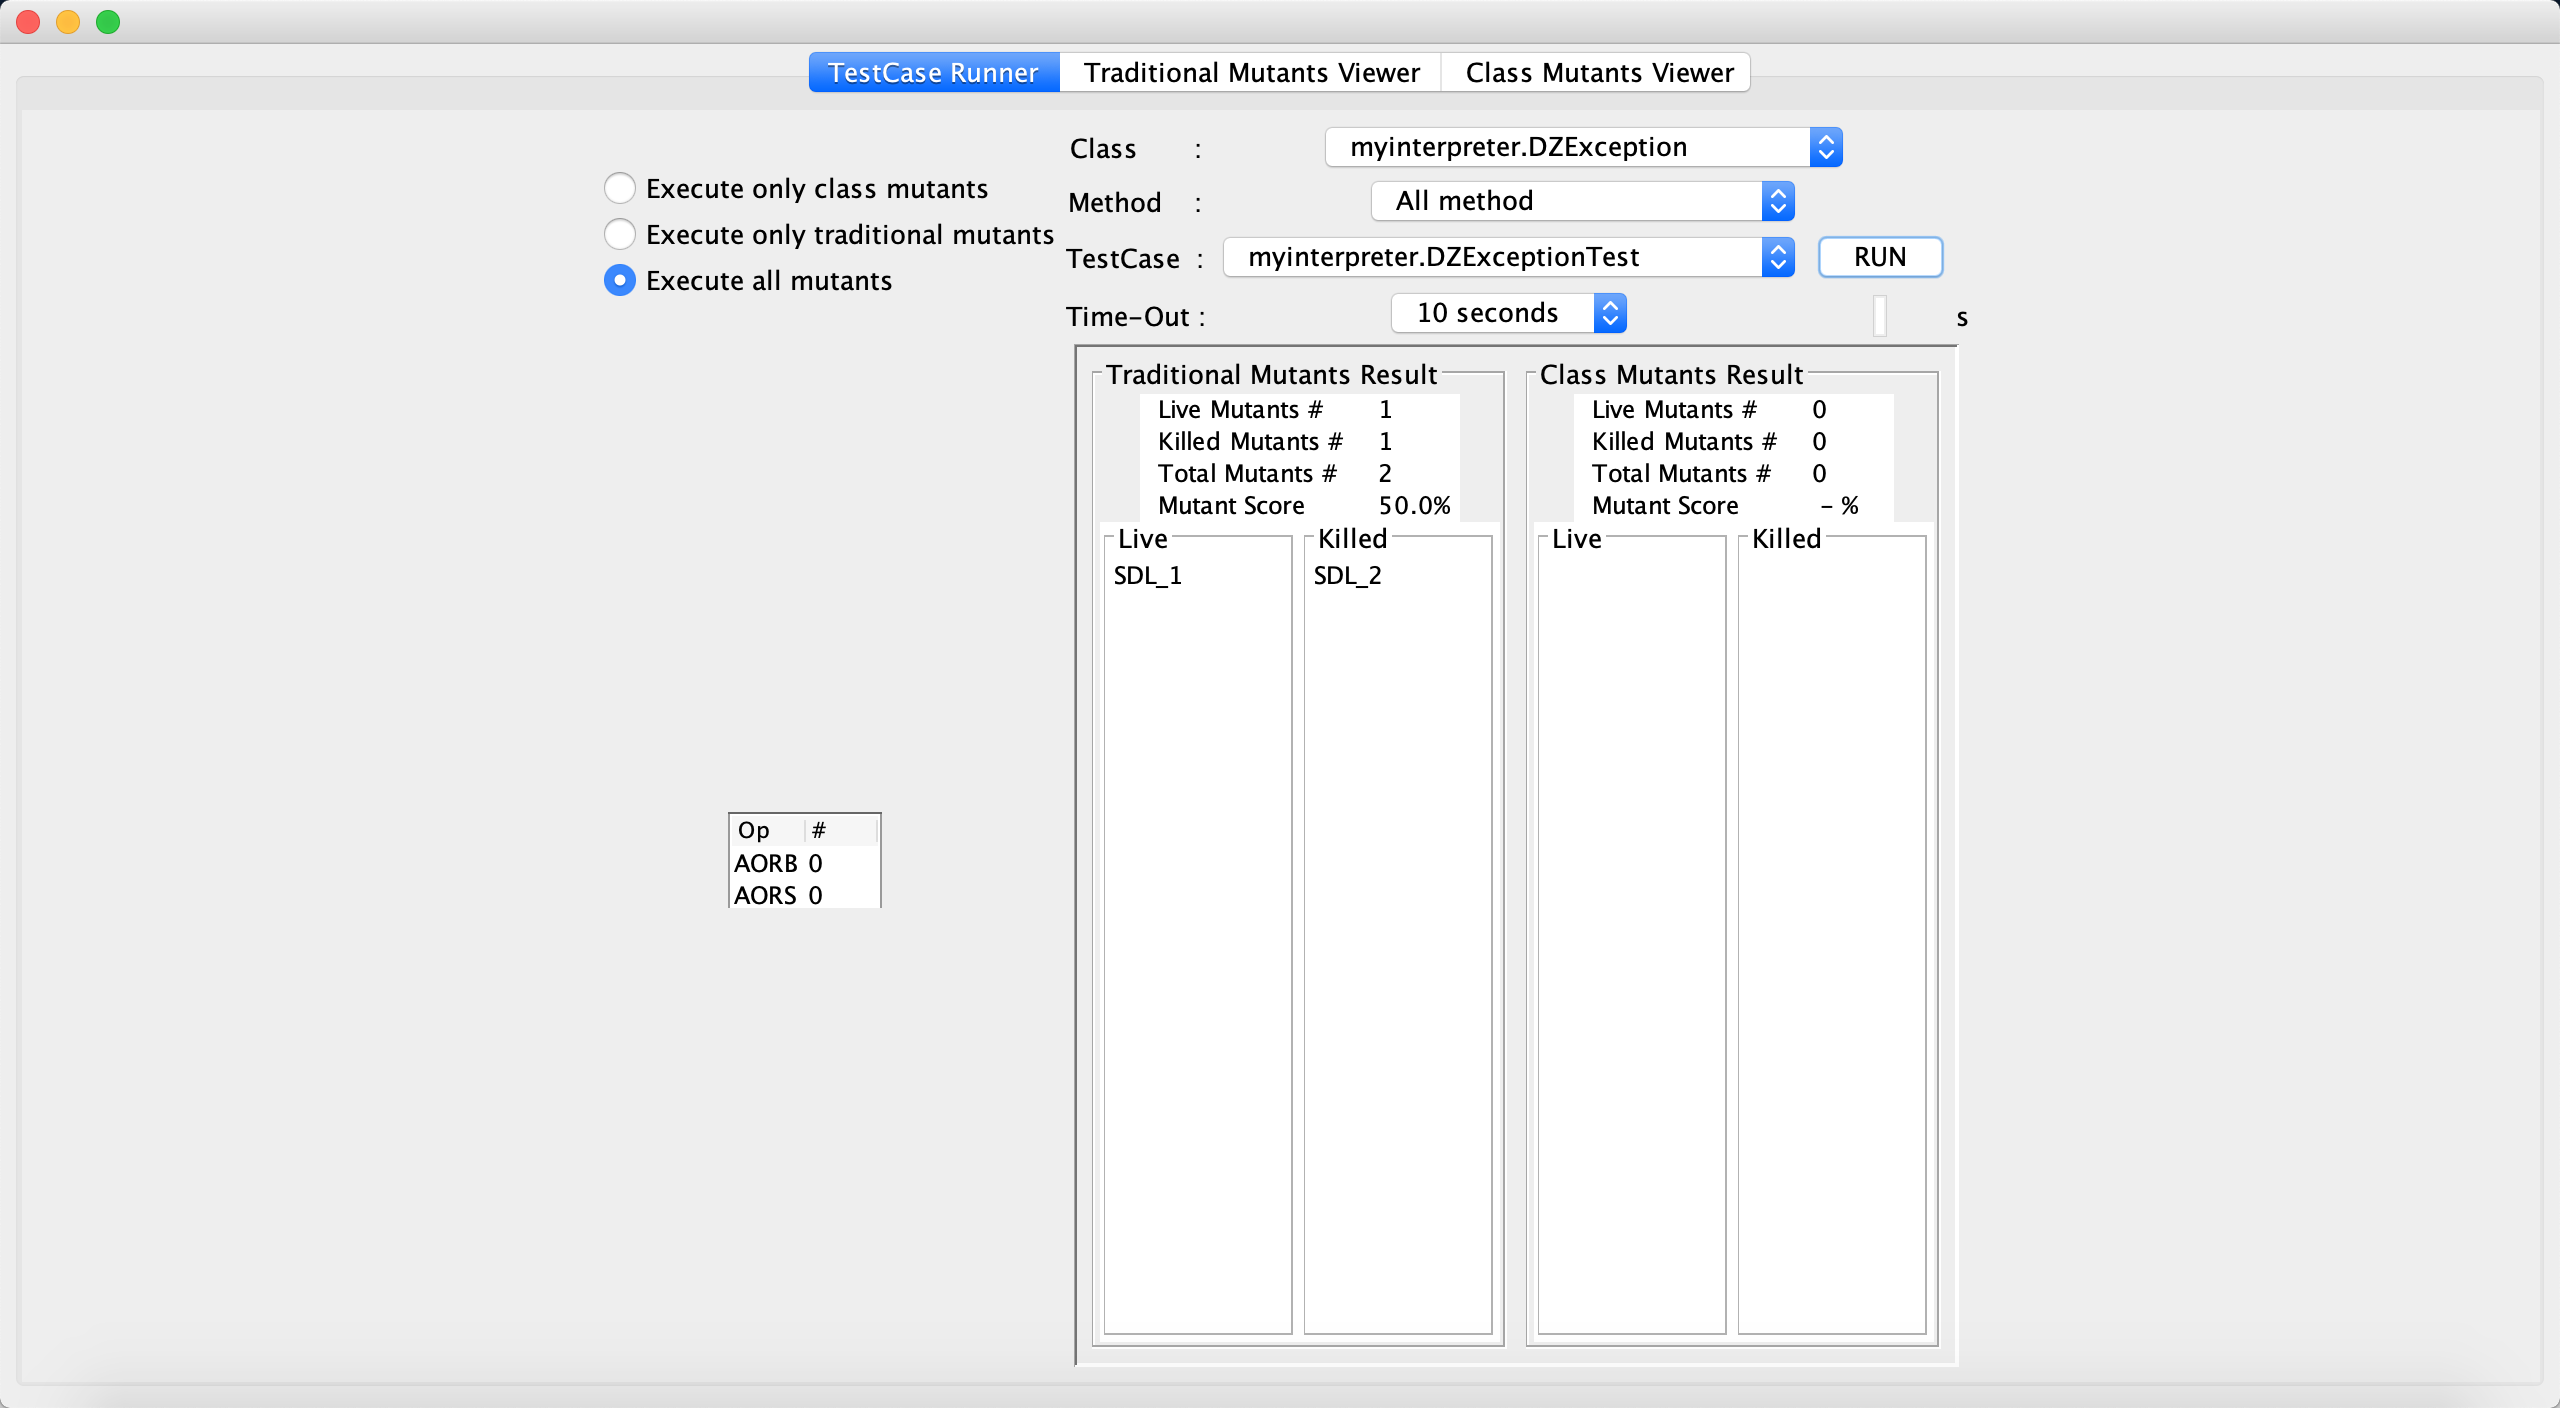 TestCase Runner Traditional Mutants Viewer Class Mutants Viewer
Execute only class mutants
Execute only traditional mutants
Execute all mutants
Class : myinterpreter.DZException
Method : All method
TestCase : myinterpreter.DZExceptionTest RUN
Time-Out : 10 seconds s
Traditional Mutants Result
Live Mutants # 1
Killed Mutants # 1
Total Mutants # 2
Mutant Score 50.0%
Live Killed
SDL_1 SDL_2
Class Mutants Result
Live Mutants # 0
Killed Mutants # 0
Total Mutants # 0
Mutant Score - %
Live Killed
Op #
AORB 0
AORS 0